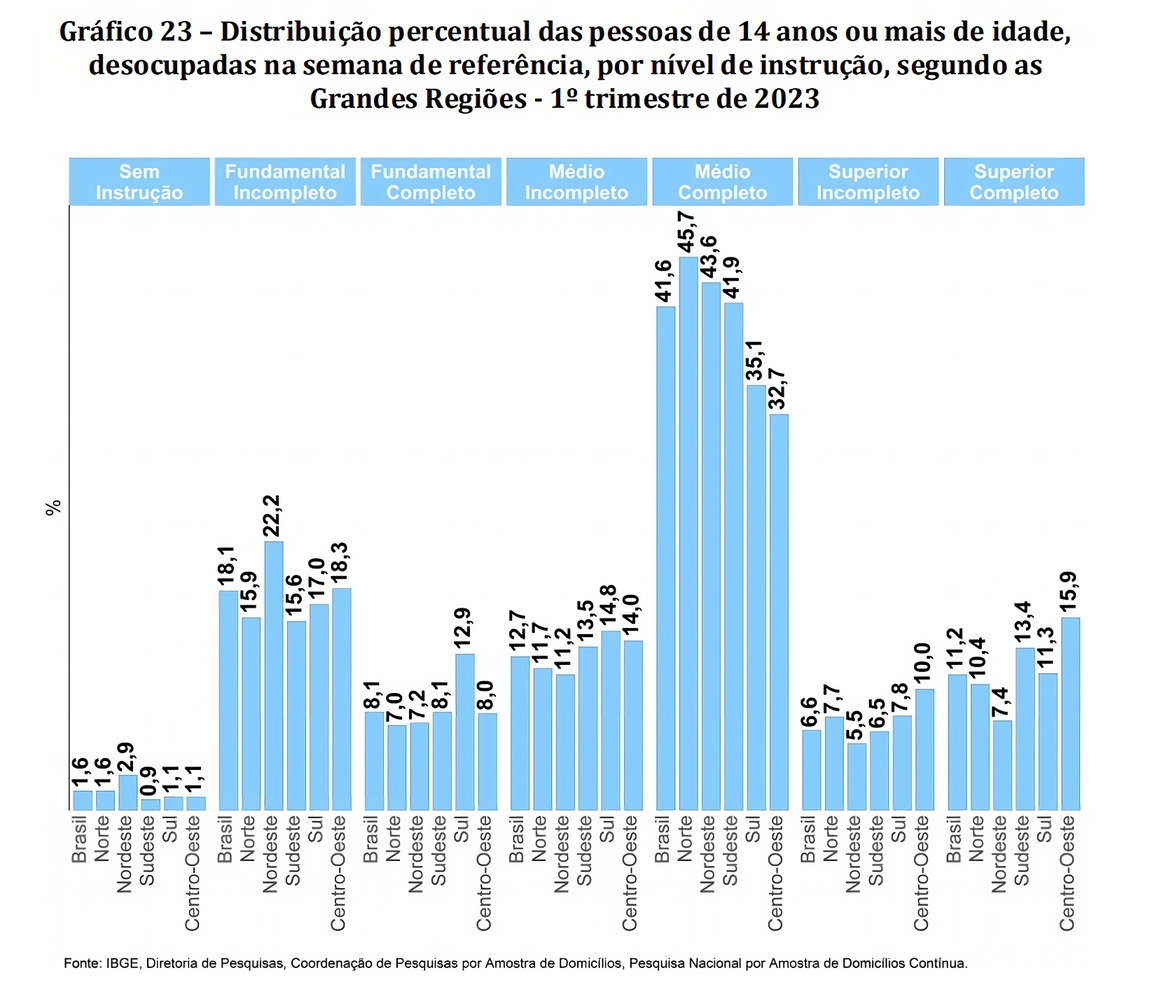 Gráfico 23 – Distribuição percentual das pessoas de 14 anos ou mais de idade,
desocupadas na semana de referência, por nível de instrução, segundo as
Grandes Regiões - 1º trimestre de 2023
Sem
Instrução
Fundamental
Incompleto
Fundamental
Completo
Médio
Incompleto
Médio
Completo
Superior
Incompleto
Superior
Completo
%
1,6
1,6
2,9
0,9
1,1
1,1
18,1
15,9
22,2
15,6
17,0
18,3
8,1
7,0
7,2
8,1
12,9
8,0
12,7
11,7
11,2
13,5
14,8
14,0
41,6
45,7
43,6
41,9
35,1
32,7
6,6
7,7
5,5
6,5
7,8
10,0
11,2
10,4
7,4
13,4
11,3
15,9
Brasil
Norte
Nordeste
Sudeste
Sul
Centro-Oeste
Brasil
Norte
Nordeste
Sudeste
Sul
Centro-Oeste
Brasil
Norte
Nordeste
Sudeste
Sul
Centro-Oeste
Brasil
Norte
Nordeste
Sudeste
Sul
Centro-Oeste
Brasil
Norte
Nordeste
Sudeste
Sul
Centro-Oeste
Brasil
Norte
Nordeste
Sudeste
Sul
Centro-Oeste
Brasil
Norte
Nordeste
Sudeste
Sul
Centro-Oeste
Fonte: IBGE, Diretoria de Pesquisas, Coordenação de Pesquisas por Amostra de Domicílios, Pesquisa Nacional por Amostra de Domicílios Contínua.